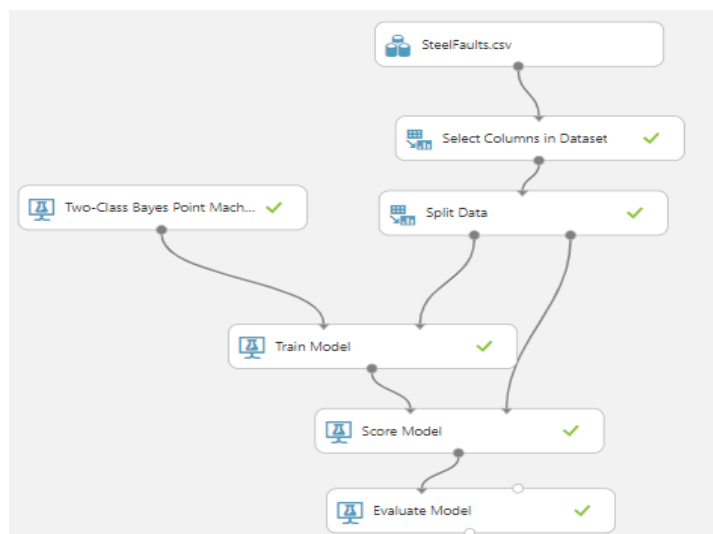 SteelFaults.csv
Select Columns in Dataset
Two-Class Bayes Point Mach...
Split Data
Train Model
Score Model
Evaluate Model